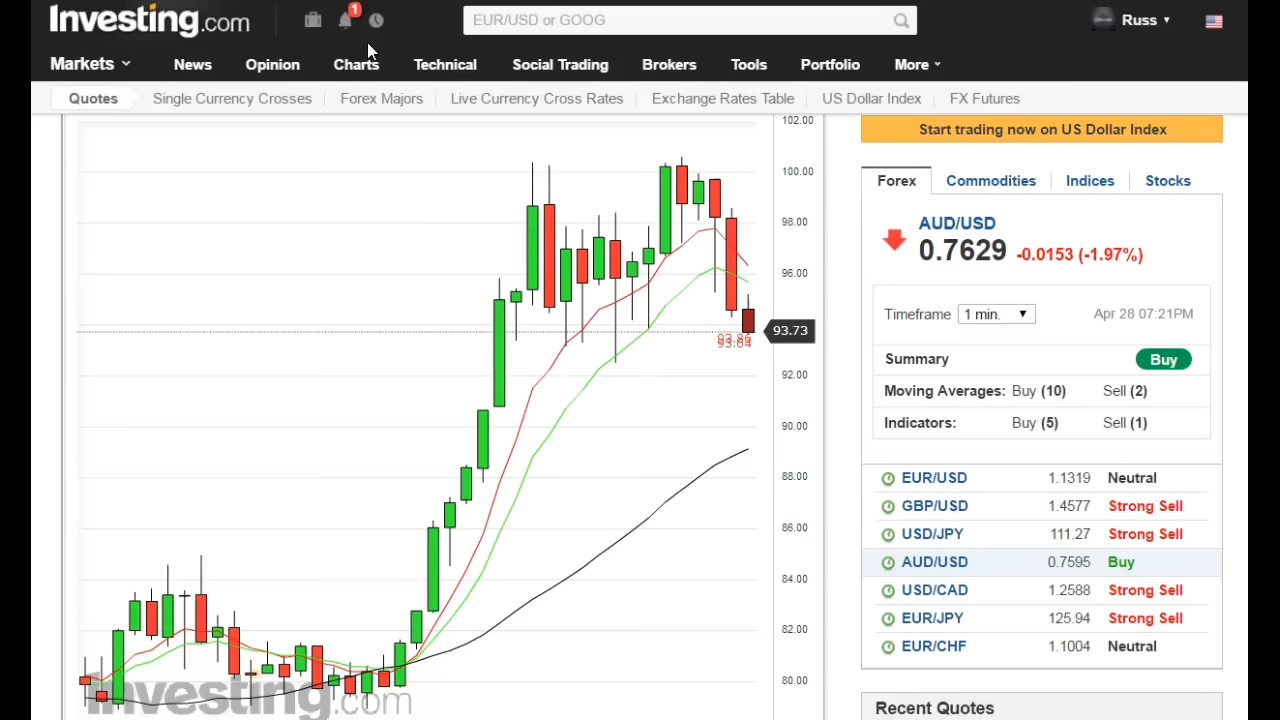 Investing.com 1 EUR/USD or GOOG Russ
Markets News Opinion Charts Technical Social Trading Brokers Tools Portfolio More
Quotes Single Currency Crosses Forex Majors Live Currency Cross Rates Exchange Rates Table US Dollar Index FX Futures
102.00
100.00
98.00
96.00
93.73
92.00
90.00
88.00
86.00
84.00
82.00
80.00
Investing.com
Start trading now on US Dollar Index
Forex Commodities Indices Stocks
AUD/USD
0.7629 -0.0153 (-1.97%)
Timeframe 1 min. Apr 28 07:21PM
Summary Buy
Moving Averages: Buy (10) Sell (2)
Indicators: Buy (5) Sell (1)
EUR/USD 1.1319 Neutral
GBP/USD 1.4577 Strong Sell
USD/JPY 111.27 Strong Sell
AUD/USD 0.7595 Buy
USD/CAD 1.2588 Strong Sell
EUR/JPY 125.94 Strong Sell
EUR/CHF 1.1004 Neutral
Recent Quotes